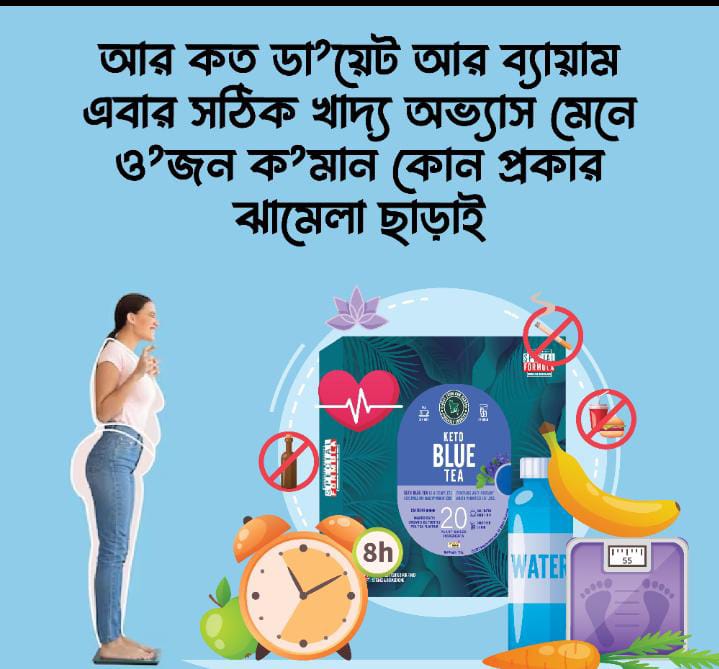 আর কত ডা’য়েট আর ব্যায়াম
এবার সঠিক খাদ্য অভ্যাস মেনে
ও’জন ক’মান কোন প্রকার
ঝামেলা ছাড়াই
SPECIAL
FORMULA
KETO
BLUE
TEA
20
8h
WATER
55